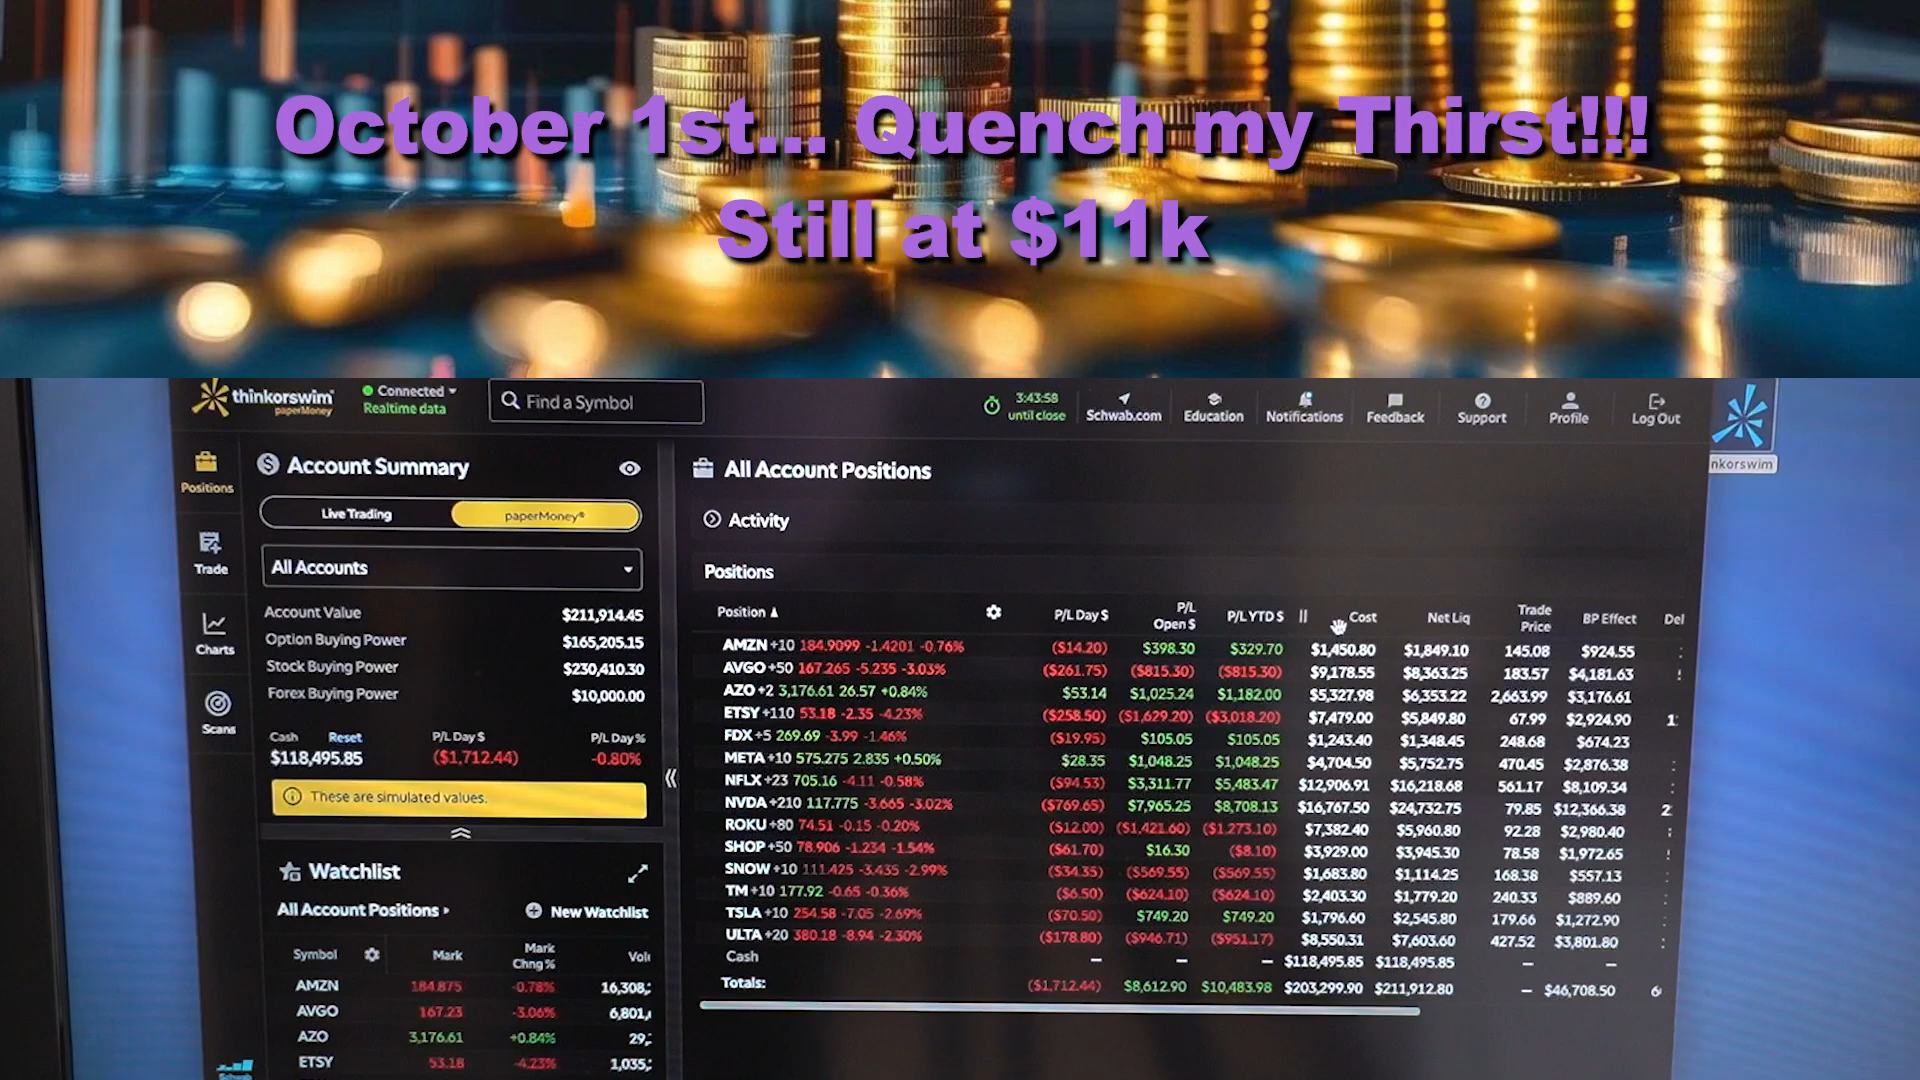 October 1st... Quench my Thirst!!!
Still at $11k
thinkorswim
paperMoney
Connected
Realtime data
Find a Symbol
3:43:58
until close
Schwab.com
Education
Notifications
Feedback
Support
Profile
Log Out
nkorswim
Positions
Trade
Charts
Scans
Account Summary
Live Trading paperMoney®
All Accounts
Account Value $211,914.45
Option Buying Power $165,205.15
Stock Buying Power $230,410.30
Forex Buying Power $10,000.00
Cash Reset P/L Day $ P/L Day %
$118,495.85 ($1,712.44) -0.80%
These are simulated values.
Watchlist
All Account Positions New Watchlist
Symbol Mark Mark Chng % Vol
AMZN 184.875 -0.78% 16,308,
AVGO 167.23 -3.06% 6,801,
AZO 3,176.61 +0.84% 29,
ETSY 53.18 -4.23% 1,035,
All Account Positions
Activity
Positions
Position P/L Day $ P/L Open $ P/L YTD $ Cost Net Liq Trade Price BP Effect Del
AMZN +10 184.9099 -1.4201 -0.76% ($14.20) $398.30 $329.70 $1,450.80 $1,849.10 145.08 $924.55
AVGO +50 167.265 -5.235 -3.03% ($261.75) ($815.30) ($815.30) $9,178.55 $8,363.25 183.57 $4,181.63
AZO +2 3,176.61 26.57 +0.84% $53.14 $1,025.24 $1,182.00 $5,327.98 $6,353.22 2,663.99 $3,176.61
ETSY +110 53.18 -2.35 -4.23% ($258.50) ($1,629.20) ($3,018.20) $7,479.00 $5,849.80 67.99 $2,924.90 1
FDX +5 269.69 -3.99 -1.46% ($19.95) $105.05 $105.05 $1,243.40 $1,348.45 248.68 $674.23
META +10 575.275 2.835 +0.50% $28.35 $1,048.25 $1,048.25 $4,704.50 $5,752.75 470.45 $2,876.38
NFLX +23 705.16 -4.11 -0.58% ($94.53) $3,311.77 $5,483.47 $12,906.91 $16,218.68 561.17 $8,109.34
NVDA +210 117.775 -3.665 -3.02% ($769.65) $7,965.25 $8,708.13 $16,767.50 $24,732.75 79.85 $12,366.38 2
ROKU +80 74.51 -0.15 -0.20% ($12.00) ($1,421.60) ($1,273.10) $7,382.40 $5,960.80 92.28 $2,980.40
SHOP +50 78.906 -1.234 -1.54% ($61.70) $16.30 ($8.10) $3,929.00 $3,945.30 78.58 $1,972.65
SNOW +10 111.425 -3.435 -2.99% ($34.35) ($569.55) ($569.55) $1,683.80 $1,114.25 168.38 $557.13
TM +10 177.92 -0.65 -0.36% ($6.50) ($624.10) ($624.10) $2,403.30 $1,779.20 240.33 $889.60
TSLA +10 254.58 -7.05 -2.69% ($70.50) $749.20 $749.20 $1,796.60 $2,545.80 179.66 $1,272.90
ULTA +20 380.18 -8.94 -2.30% ($178.80) ($946.71) ($951.17) $8,550.31 $7,603.60 427.52 $3,801.80
Cash — — — $118,495.85 $118,495.85 — —
Totals: ($1,712.44) $8,612.90 $10,483.98 $203,299.90 $211,912.80 — $46,708.50